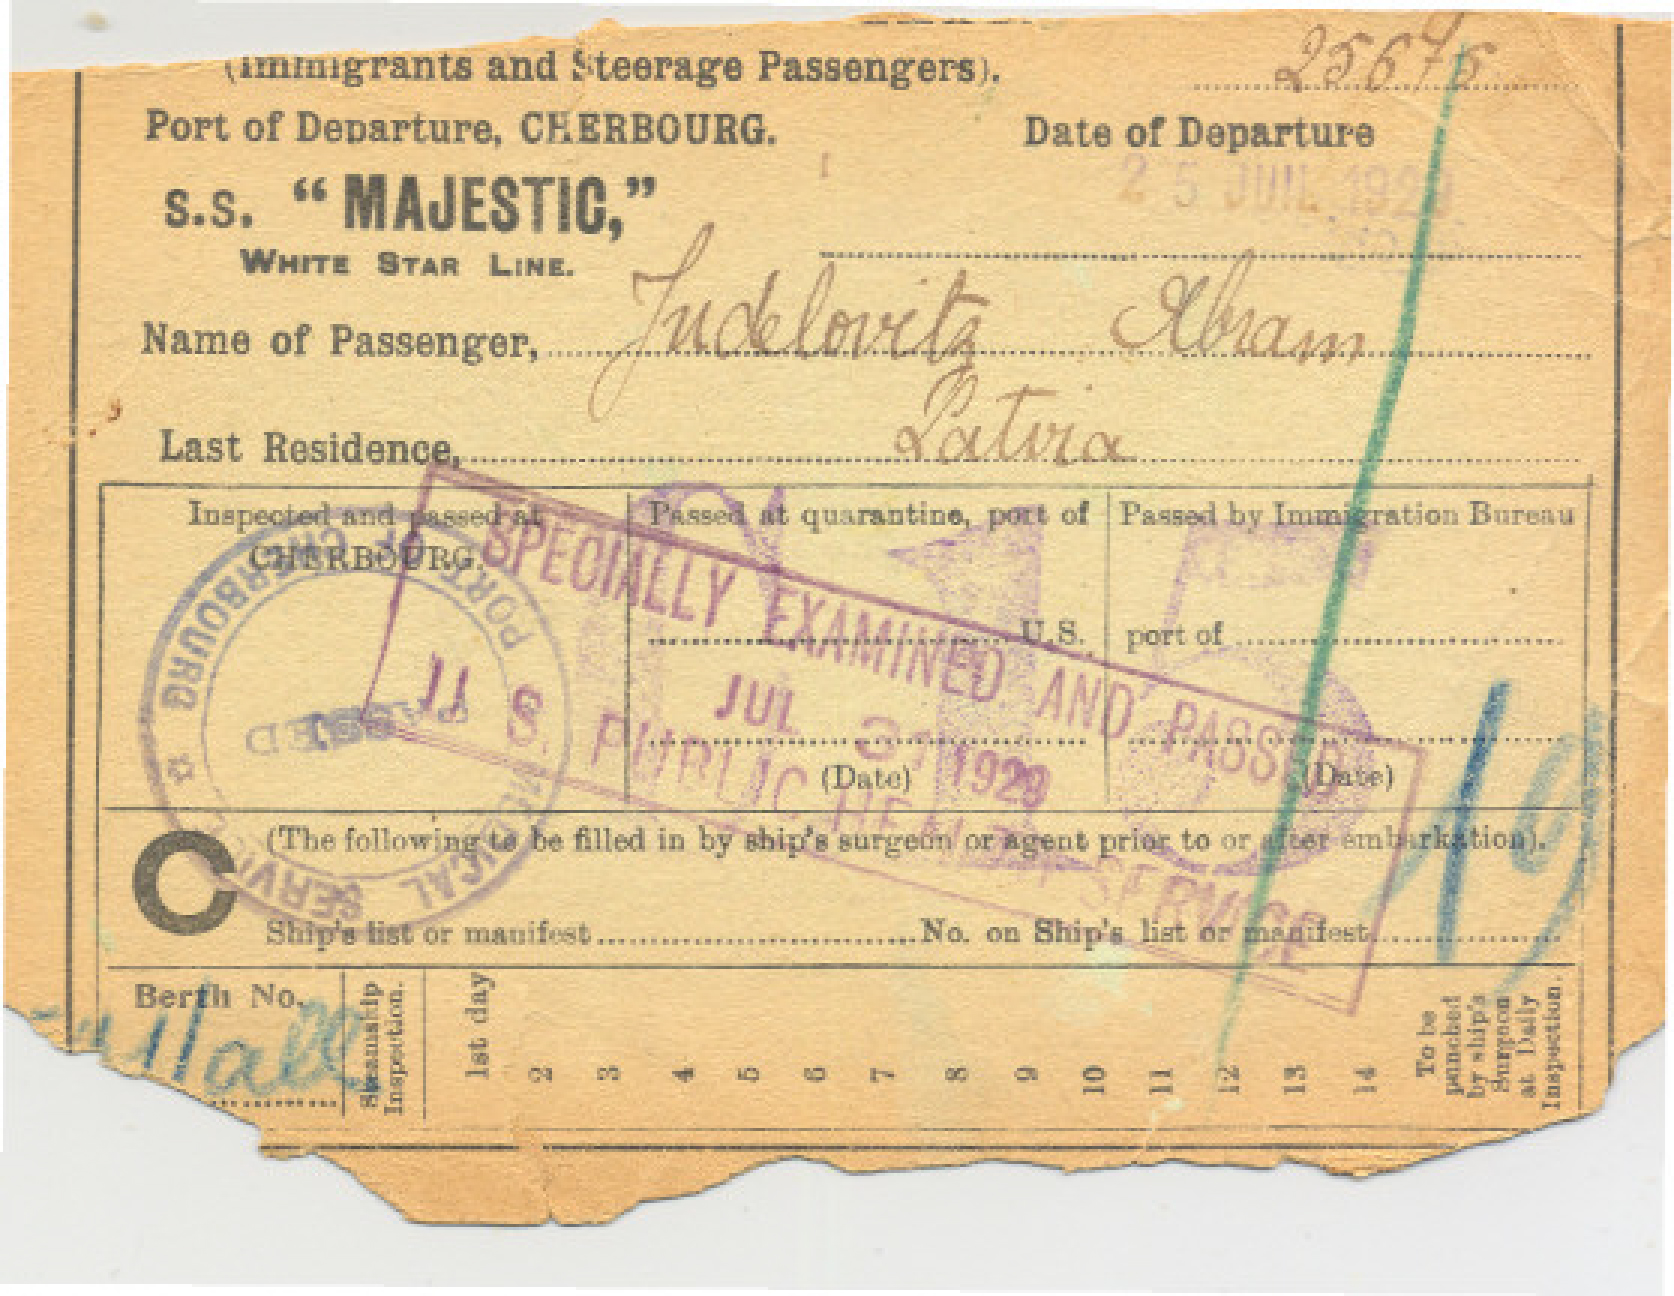 (Immigrants and Steerage Passengers).
Port of Departure, CHERBOURG.
Date of Departure
25 JUIL 1929
S.S. "MAJESTIC,"
WHITE STAR LINE.
Name of Passenger, Judelovitz Abram
Last Residence, Latvia
Inspected and passed at
CHERBOURG.
Passed at quarantine, port of
U.S.
(Date)
Passed by Immigration Bureau
port of
(Date)
PORT OF CHERBOURG
MEDICAL SERVICE
PASSED
SPECIALLY EXAMINED AND PASSED
JUL 31 1929
U. S. PUBLIC HEALTH SERVICE
C
(The following to be filled in by ship's surgeon or agent prior to or after embarkation).
Ship's list or manifest No. on Ship's list or manifest
19
Berth No.
Steamship
Inspection.
1st day 2 3 4 5 6 7 8 9 10 11 12 13 14
To be
punched
by ship's
Surgeon
at Daily
Inspection.